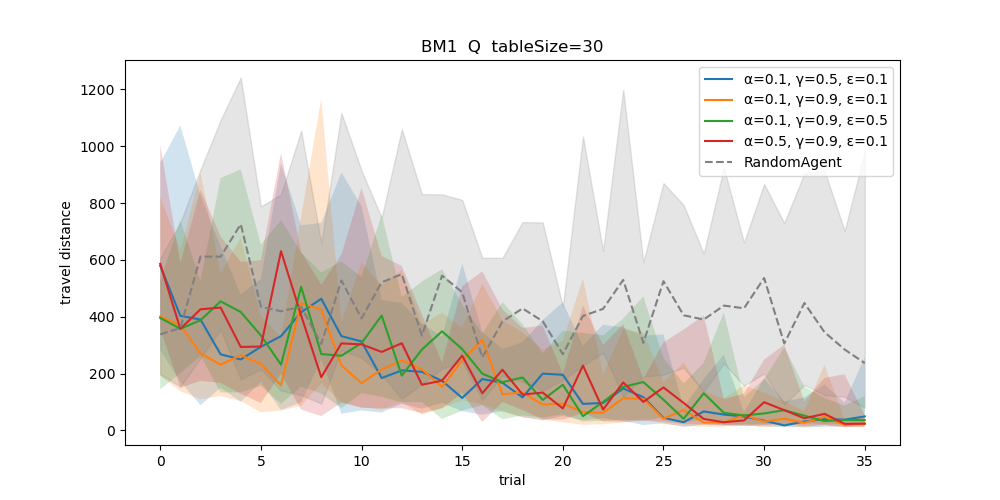 BM1 Q tableSize=30
1200
1000
800
600
400
200
0
travel distance
0 5 10 15 20 25 30 35
trial
α=0.1, γ=0.5, ε=0.1
α=0.1, γ=0.9, ε=0.1
α=0.1, γ=0.9, ε=0.5
α=0.5, γ=0.9, ε=0.1
RandomAgent